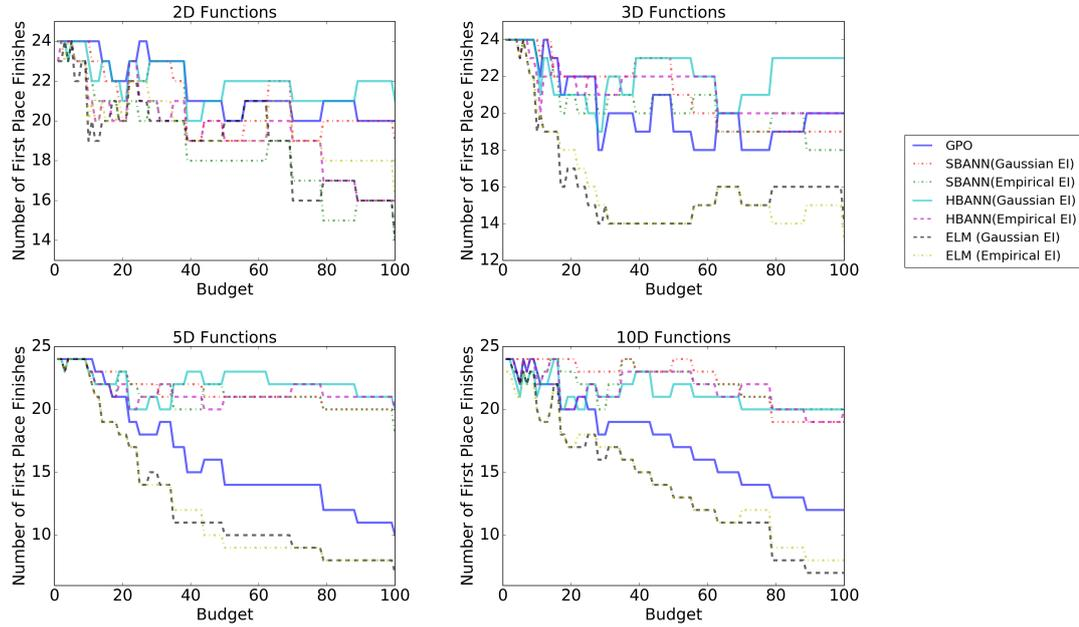 2D Functions
Number of First Place Finishes
24
22
20
18
16
14
0 20 40 60 80 100
Budget
3D Functions
Number of First Place Finishes
24
22
20
18
16
14
12
0 20 40 60 80 100
Budget
GPO
SBANN(Gaussian EI)
SBANN(Empirical EI)
HBANN(Gaussian EI)
HBANN(Empirical EI)
ELM (Gaussian EI)
ELM (Empirical EI)
5D Functions
Number of First Place Finishes
25
20
15
10
0 20 40 60 80 100
Budget
10D Functions
Number of First Place Finishes
25
20
15
10
0 20 40 60 80 100
Budget